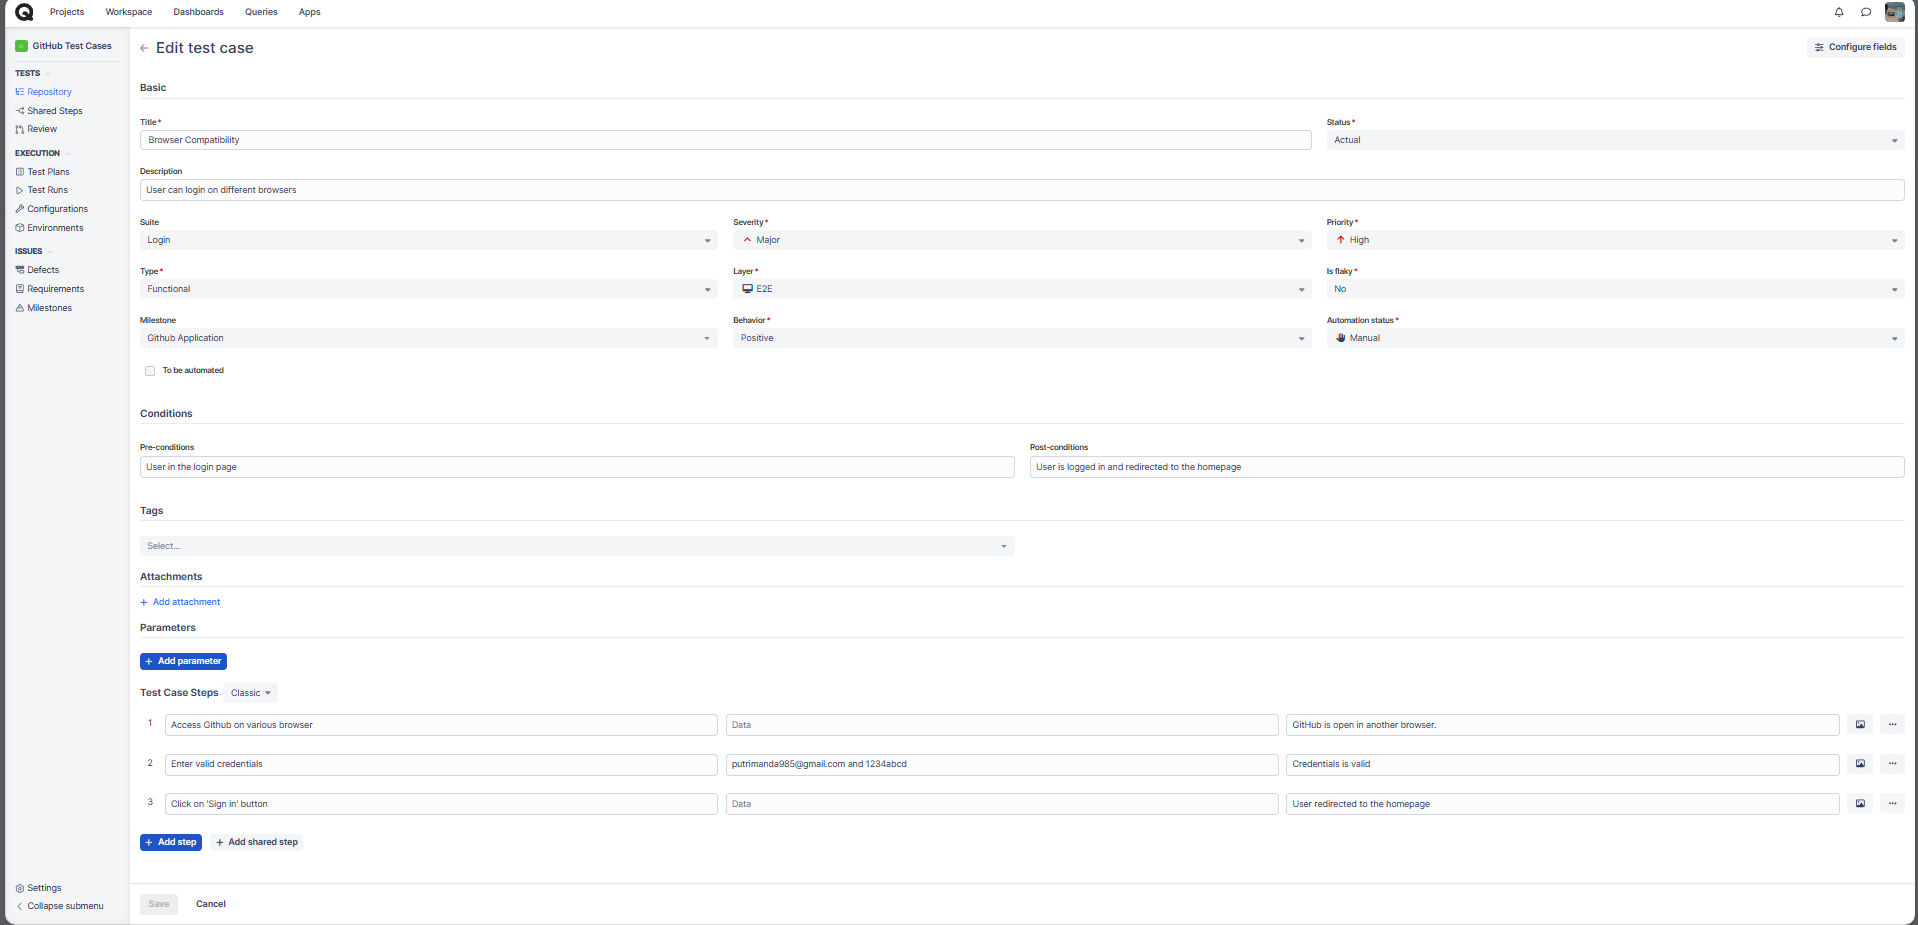 Projects Workspace Dashboards Queries Apps
GitHub Test Cases
TESTS
Repository
Shared Steps
Review
EXECUTION
Test Plans
Test Runs
Configurations
Environments
ISSUES
Defects
Requirements
Milestones
Settings
Collapse submenu
Edit test case
Configure fields
Basic
Title* Status*
Browser Compatibility Actual
Description
User can login on different browsers
Suite Severity* Priority*
Login Major High
Type* Layer* Is flaky*
Functional E2E No
Milestone Behavior* Automation status*
Github Application Positive Manual
To be automated
Conditions
Pre-conditions Post-conditions
User in the login page User is logged in and redirected to the homepage
Tags
Select...
Attachments
+ Add attachment
Parameters
+ Add parameter
Test Case Steps Classic
1 Access Github on various browser Data GitHub is open in another browser.
2 Enter valid credentials putrimanda985@gmail.com and 1234abcd Credentials is valid
3 Click on 'Sign in' button Data User redirected to the homepage
+ Add step + Add shared step
Save Cancel